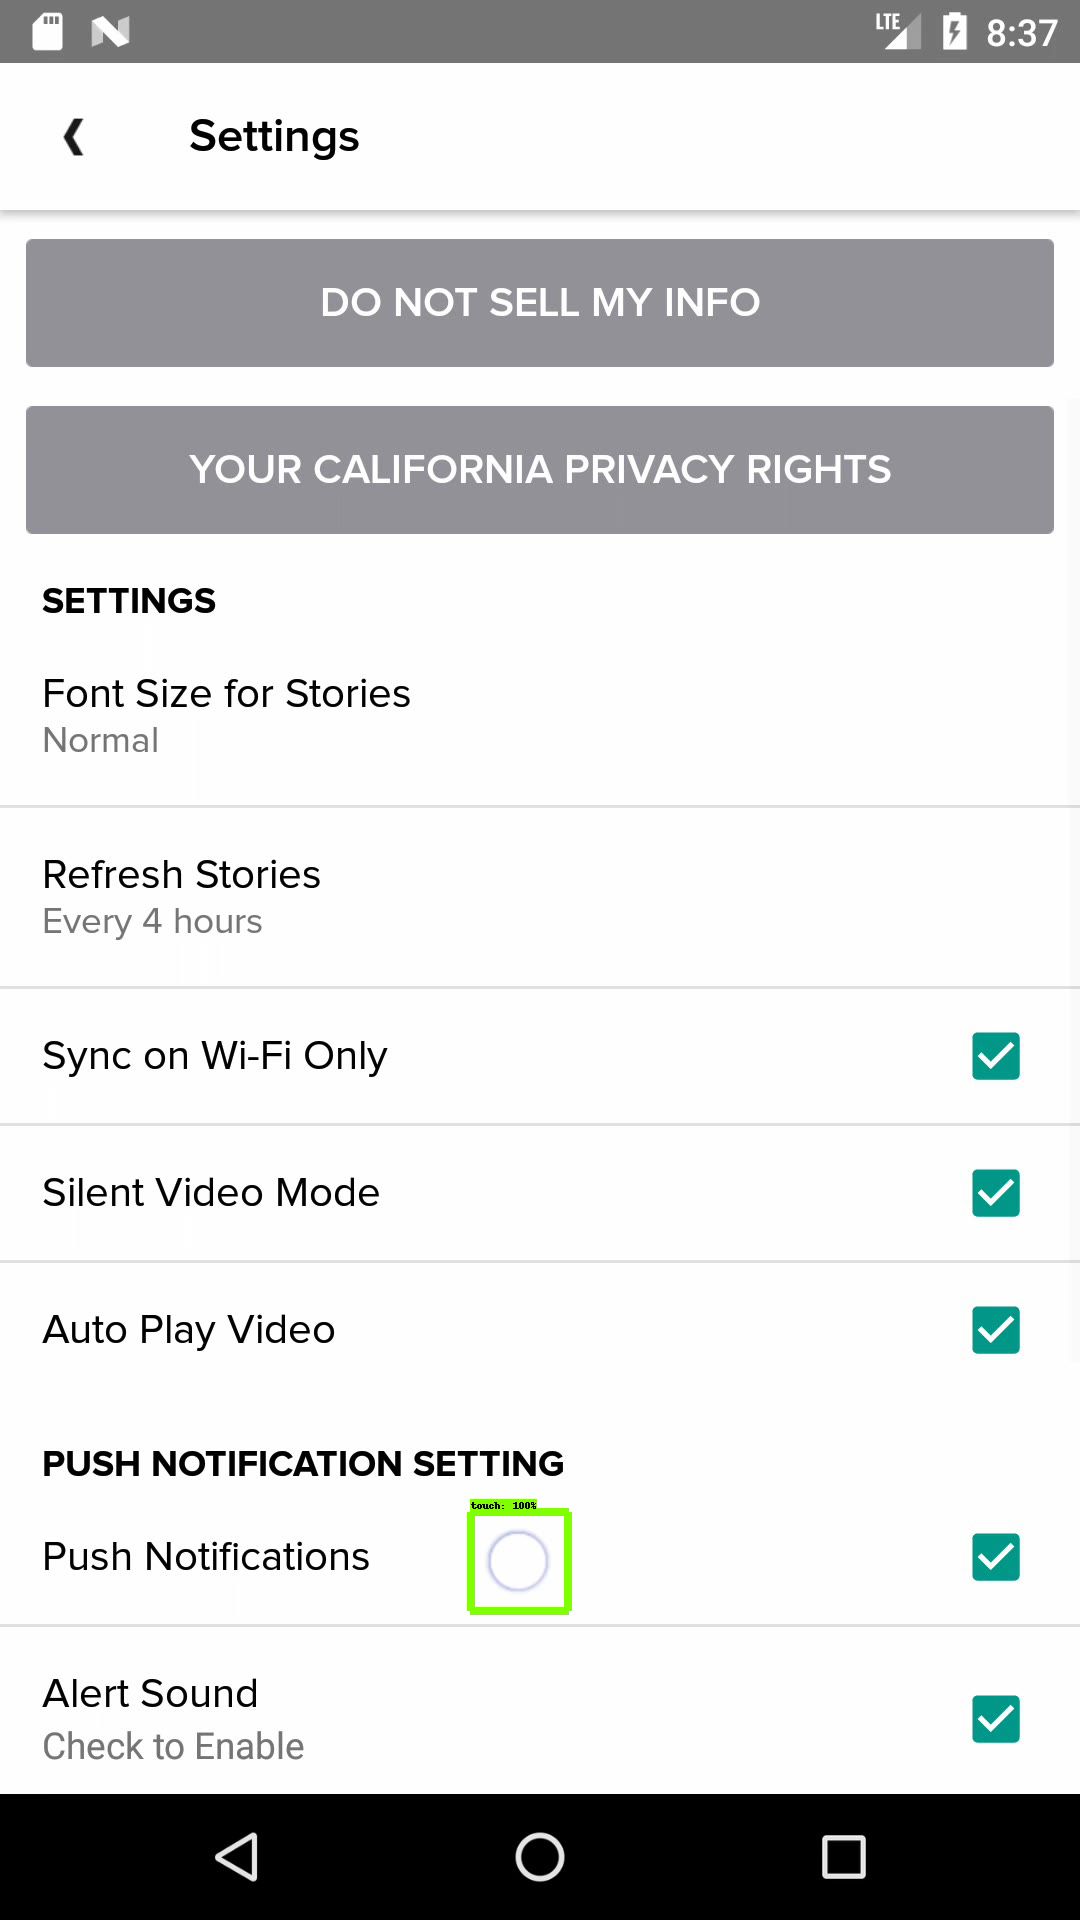 LTE 8:37
Settings
DO NOT SELL MY INFO
YOUR CALIFORNIA PRIVACY RIGHTS
SETTINGS
Font Size for Stories
Normal
Refresh Stories
Every 4 hours
Sync on Wi-Fi Only
Silent Video Mode
Auto Play Video
PUSH NOTIFICATION SETTING
touch: 100%
Push Notifications
Alert Sound
Check to Enable